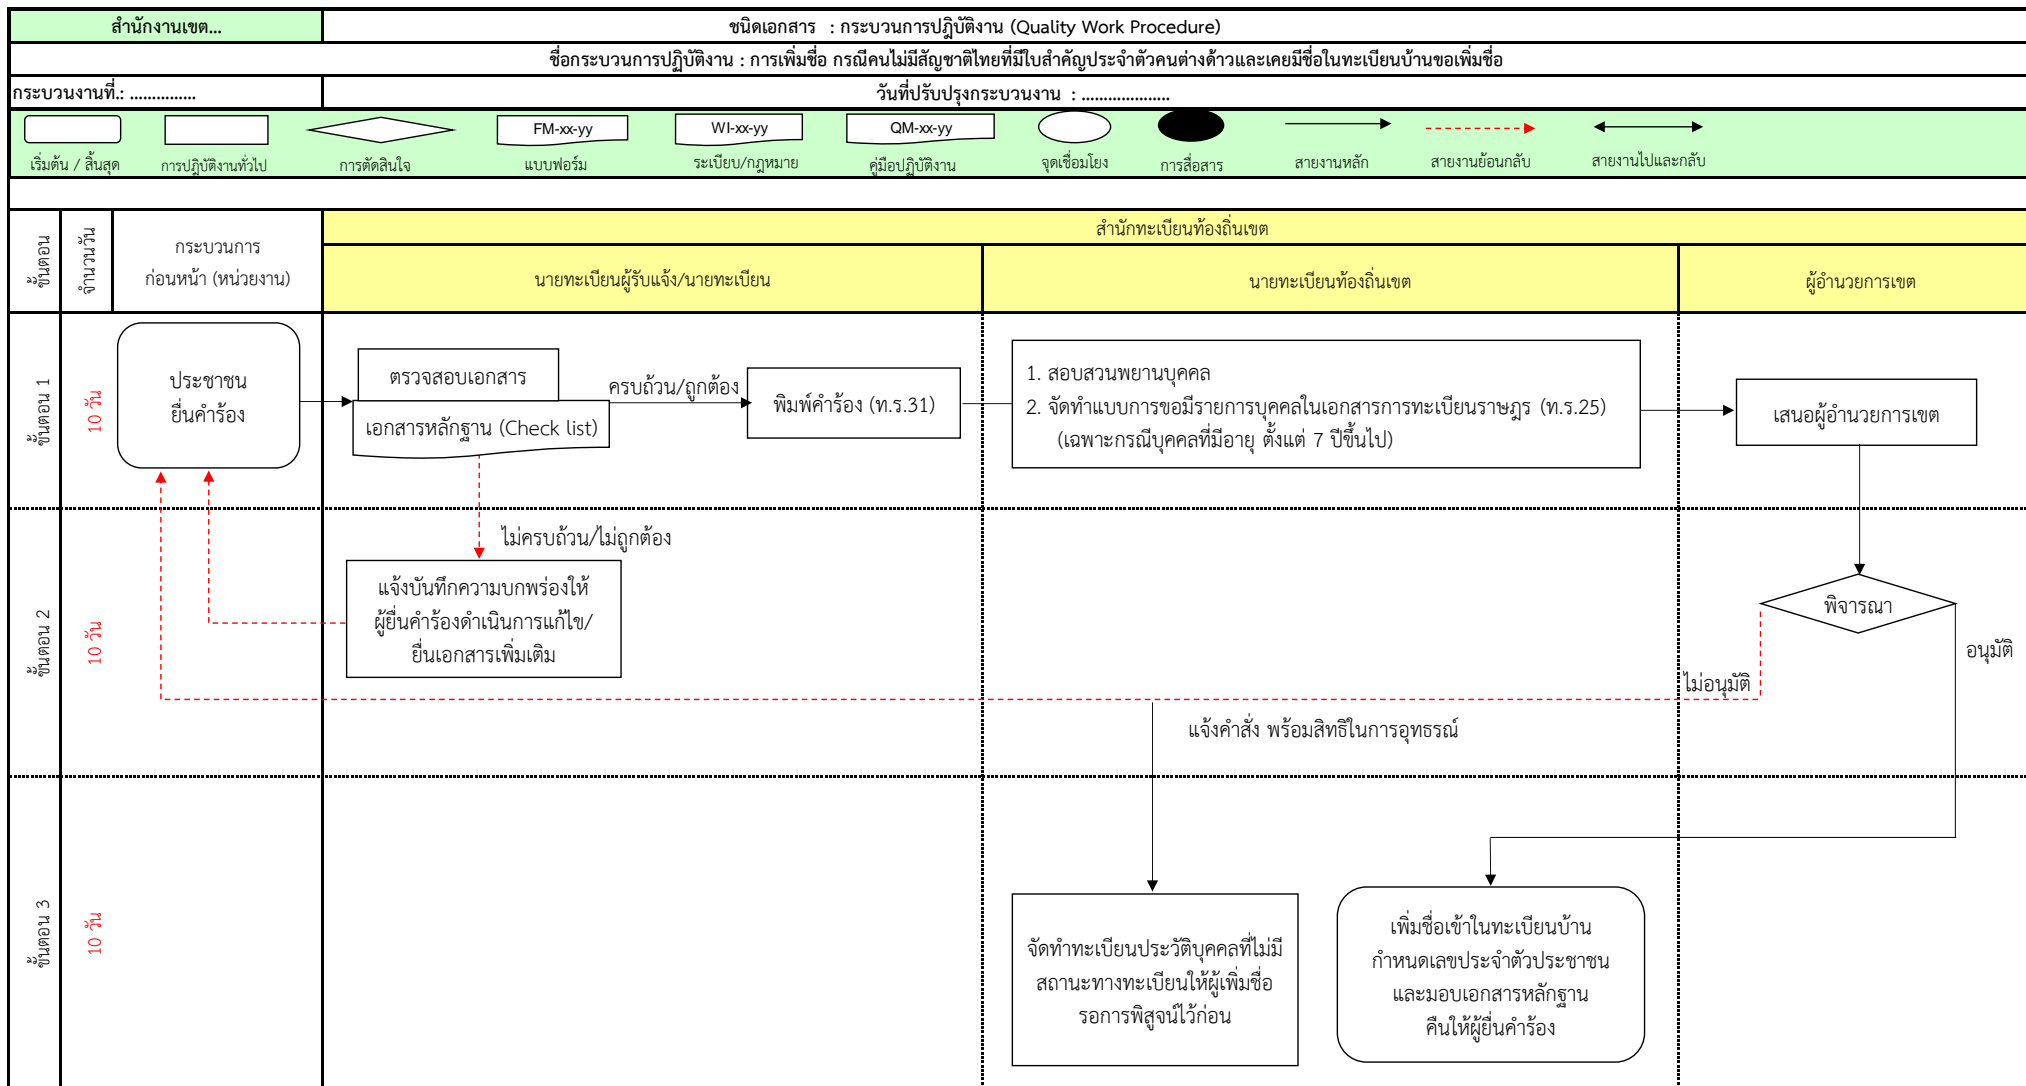 สำนักงานเขต...
ชนิดเอกสาร : กระบวนการปฏิบัติงาน (Quality Work Procedure)
ชื่อกระบวนการปฏิบัติงาน : การเพิ่มชื่อ กรณีคนไม่มีสัญชาติไทยที่มีใบสำคัญประจำตัวคนต่างด้าวและเคยมีชื่อในทะเบียนบ้านขอเพิ่มชื่อ
กระบวนงานที่.: ...............
วันที่ปรับปรุงกระบวนงาน : ....................
FM-xx-yy
WI-xx-yy
QM-xx-yy
เริ่มต้น / สิ้นสุด
การปฏิบัติงานทั่วไป
การตัดสินใจ
แบบฟอร์ม
ระเบียบ/กฎหมาย
คู่มือปฏิบัติงาน
จุดเชื่อมโยง
การสื่อสาร
สายงานหลัก
สายงานย้อนกลับ
สายงานไปและกลับ
ขั้นตอน
จำนวนวัน
กระบวนการ
ก่อนหน้า (หน่วยงาน)
สำนักทะเบียนท้องถิ่นเขต
นายทะเบียนผู้รับแจ้ง/นายทะเบียน
นายทะเบียนท้องถิ่นเขต
ผู้อำนวยการเขต
ขั้นตอน 1
10 วัน
ประชาชน
ยื่นคำร้อง
ตรวจสอบเอกสาร
เอกสารหลักฐาน (Check list)
ครบถ้วน/ถูกต้อง
พิมพ์คำร้อง (ท.ร.31)
1. สอบสวนพยานบุคคล
2. จัดทำแบบการขอมีรายการบุคคลในเอกสารการทะเบียนราษฎร (ท.ร.25)
(เฉพาะกรณีบุคคลที่มีอายุ ตั้งแต่ 7 ปีขึ้นไป)
เสนอผู้อำนวยการเขต
ขั้นตอน 2
10 วัน
ไม่ครบถ้วน/ไม่ถูกต้อง
แจ้งบันทึกความบกพร่องให้
ผู้ยื่นคำร้องดำเนินการแก้ไข/
ยื่นเอกสารเพิ่มเติม
พิจารณา
อนุมัติ
ไม่อนุมัติ
แจ้งคำสั่ง พร้อมสิทธิในการอุทธรณ์
ขั้นตอน 3
10 วัน
จัดทำทะเบียนประวัติบุคคลที่ไม่มี
สถานะทางทะเบียนให้ผู้เพิ่มชื่อ
รอการพิสูจน์ไว้ก่อน
เพิ่มชื่อเข้าในทะเบียนบ้าน
กำหนดเลขประจำตัวประชาชน
และมอบเอกสารหลักฐาน
คืนให้ผู้ยื่นคำร้อง